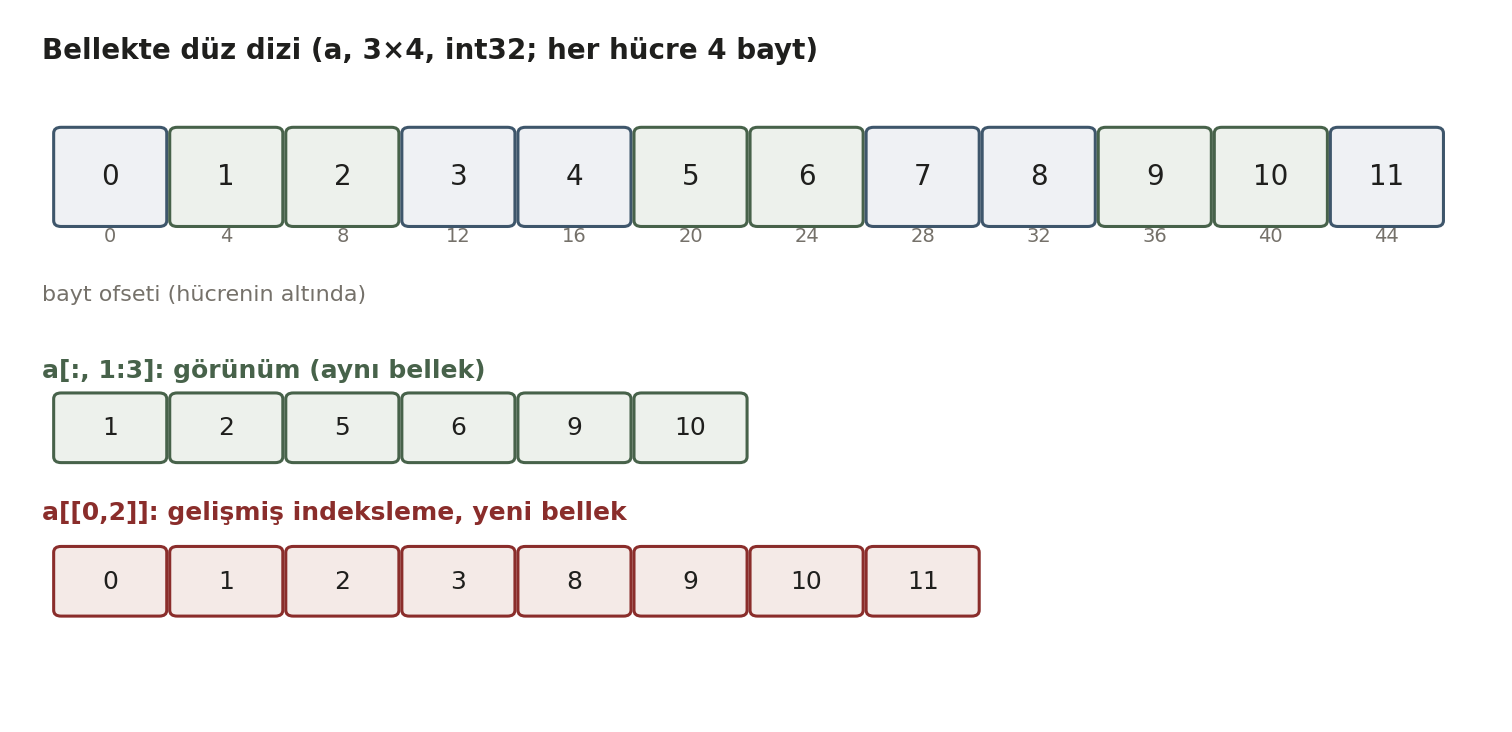 Bellekte düz dizi (a, 3×4, int32; her hücre 4 bayt)
0 1 2 3 4 5 6 7 8 9 10 11
0 4 8 12 16 20 24 28 32 36 40 44
bayt ofseti (hücrenin altında)
a[:, 1:3]: görünüm (aynı bellek)
1 2 5 6 9 10
a[[0,2]]: gelişmiş indeksleme, yeni bellek
0 1 2 3 8 9 10 11